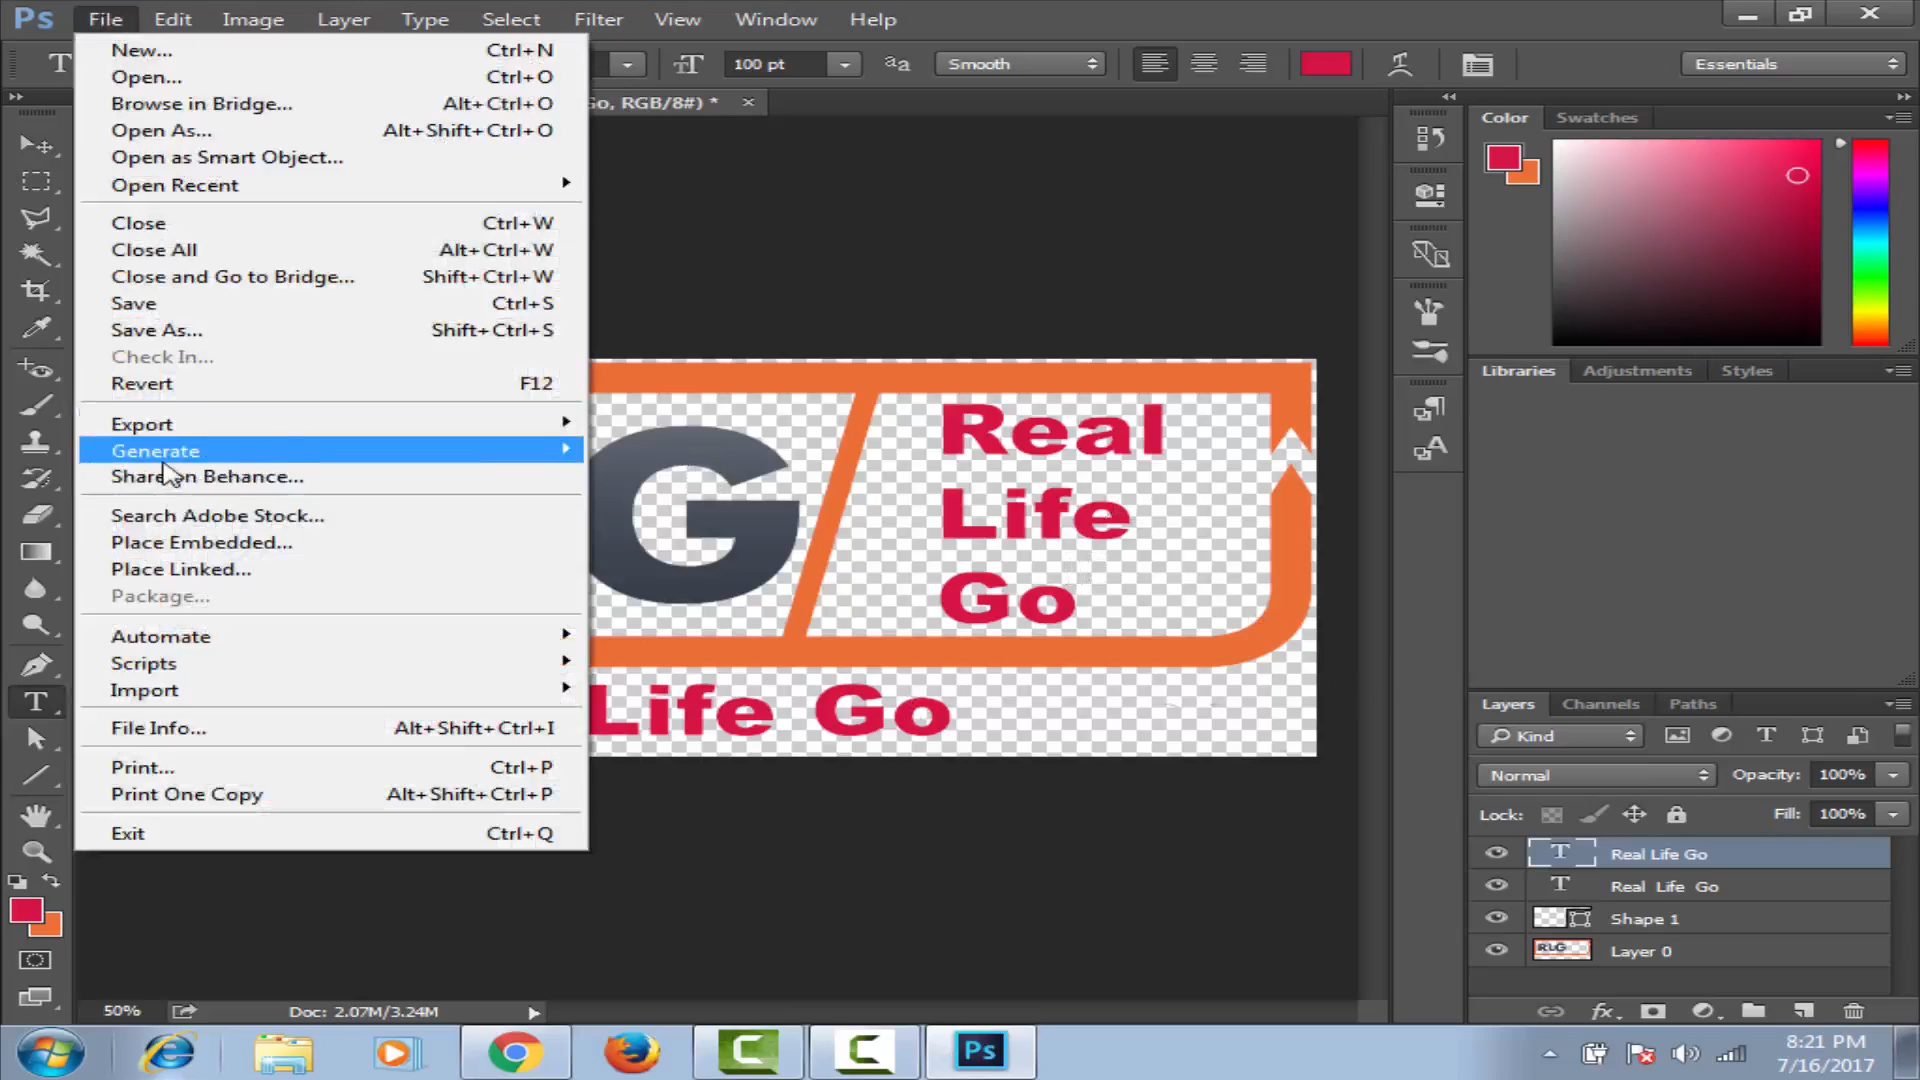 Ps File Edit Image Layer Type Select Filter View Window Help
T 100 pt aa Smooth Essentials
Go, RGB/8#) * ×
New... Ctrl+N
Open... Ctrl+O
Browse in Bridge... Alt+Ctrl+O
Open As... Alt+Shift+Ctrl+O
Open as Smart Object...
Open Recent
Close Ctrl+W
Close All Alt+Ctrl+W
Close and Go to Bridge... Shift+Ctrl+W
Save Ctrl+S
Save As... Shift+Ctrl+S
Check In...
Revert F12
Export
Generate
Share on Behance...
Search Adobe Stock...
Place Embedded...
Place Linked...
Package...
Automate
Scripts
Import
File Info... Alt+Shift+Ctrl+I
Print... Ctrl+P
Print One Copy Alt+Shift+Ctrl+P
Exit Ctrl+Q
G
Real
Life
Go
Life Go
Color Swatches
Libraries Adjustments Styles
Layers Channels Paths
Kind
Normal Opacity: 100%
Lock: Fill: 100%
T Real Life Go
T Real Life Go
Shape 1
RLG Layer 0
fx
50% Doc: 2.07M/3.24M
Ps
8:21 PM
7/16/2017